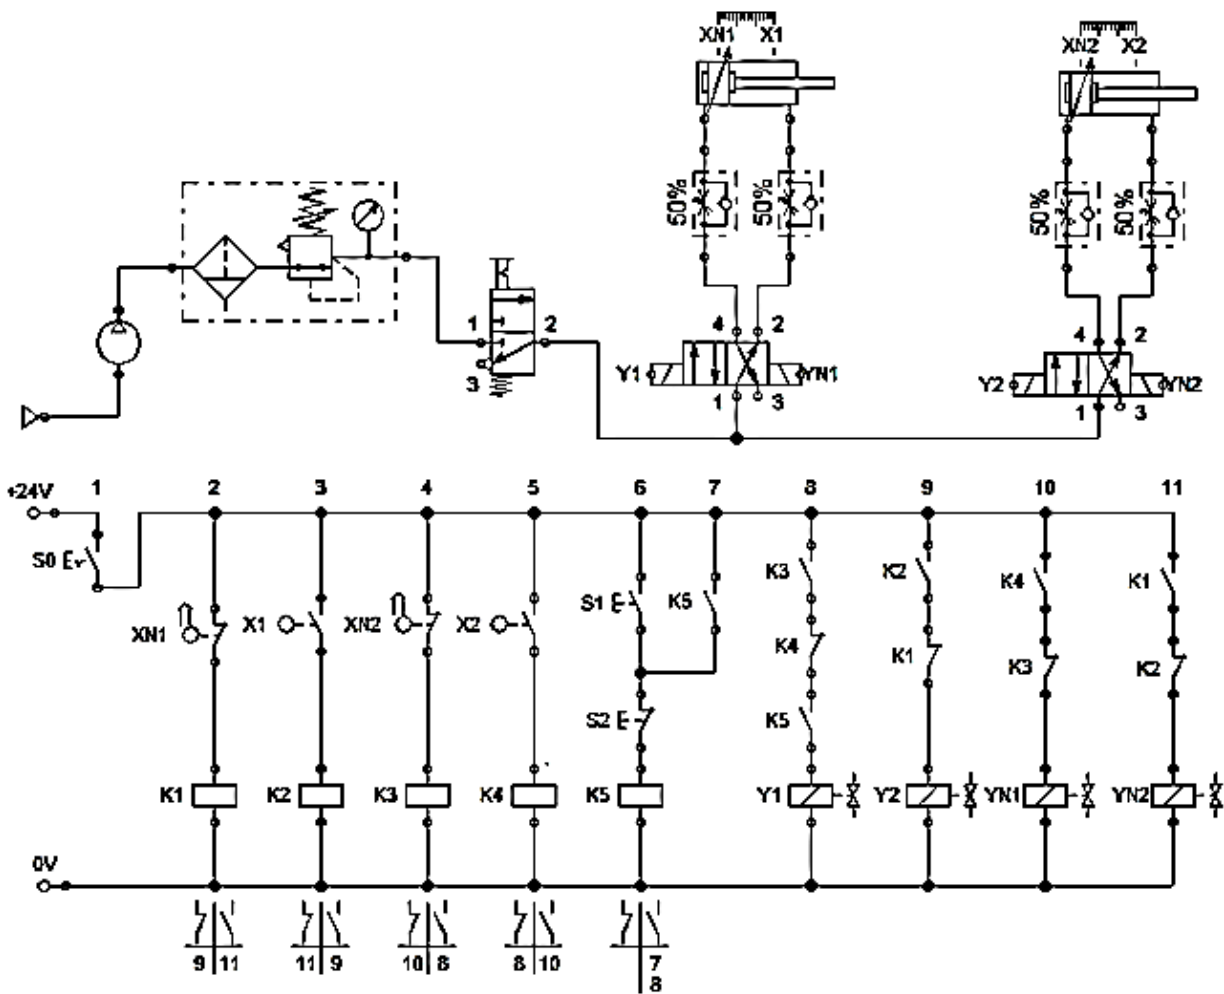 XN1 X1
XN2 X2
50% 50%
50% 50%
1 2
3
4 2
Y1 YN1
1 3
4 2
Y2 YN2
1 3
+24V 1 2 3 4 5 6 7 8 9 10 11
S0 K3 K2 K4 K1
XN1 X1 XN2 X2 S1 K5
K4 K1 K3 K2
S2 K5
K1 K2 K3 K4 K5 Y1 Y2 YN1 YN2
0V
9 11 11 9 10 8 8 10 7
8